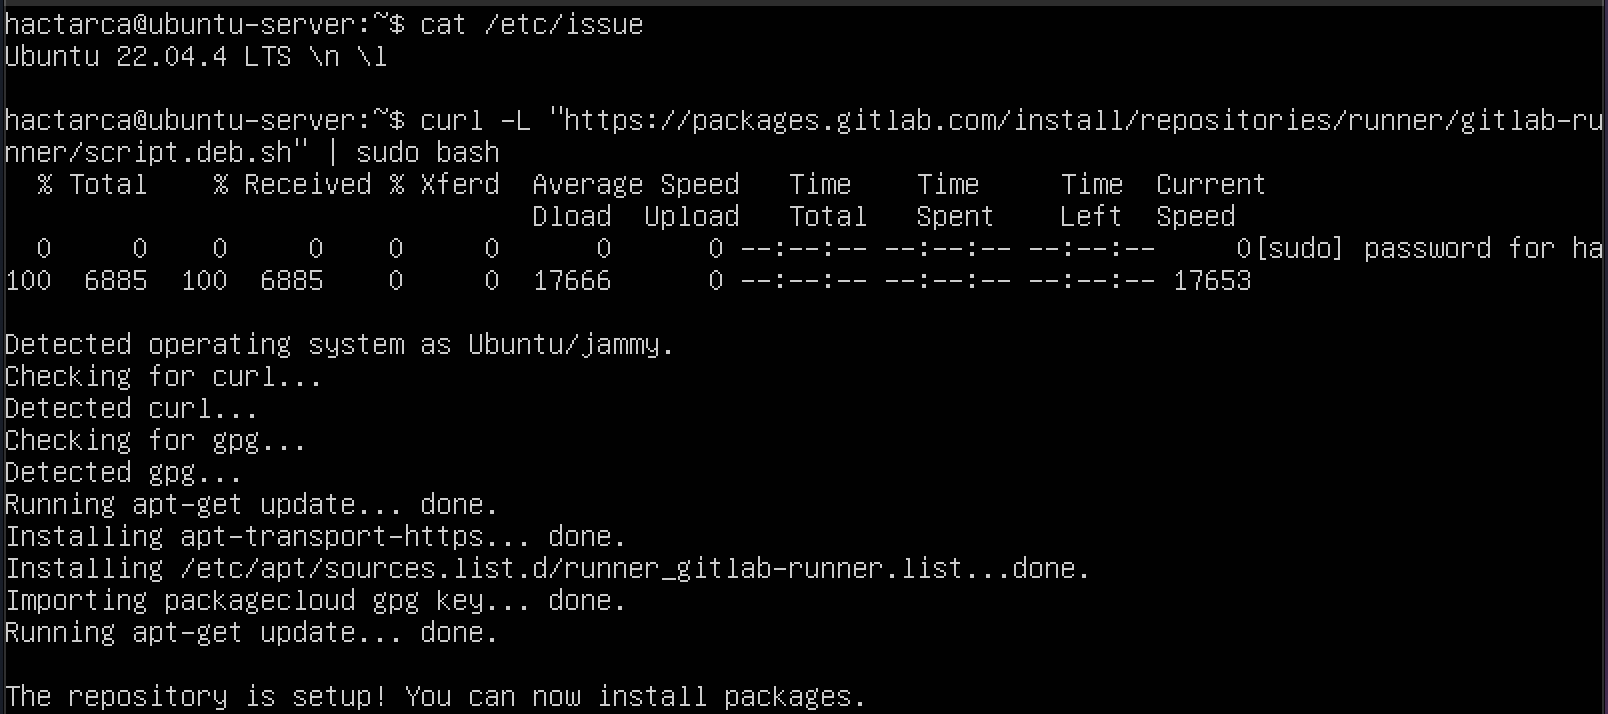 hactarca@ubuntu-server:~$ cat /etc/issue
Ubuntu 22.04.4 LTS \n \l
hactarca@ubuntu-server:~$ curl -L "https://packages.gitlab.com/install/repositories/runner/gitlab-ru
nner/script.deb.sh" | sudo bash
  % Total    % Received % Xferd  Average Speed   Time    Time     Time  Current
                                 Dload  Upload   Total   Spent    Left  Speed
  0     0    0     0    0     0      0      0 --:--:-- --:--:-- --:--:--     0[sudo] password for ha
100  6885  100  6885    0     0  17666      0 --:--:-- --:--:-- --:--:-- 17653
Detected operating system as Ubuntu/jammy.
Checking for curl...
Detected curl...
Checking for gpg...
Detected gpg...
Running apt-get update... done.
Installing apt-transport-https... done.
Installing /etc/apt/sources.list.d/runner_gitlab-runner.list...done.
Importing packagecloud gpg key... done.
Running apt-get update... done.
The repository is setup! You can now install packages.